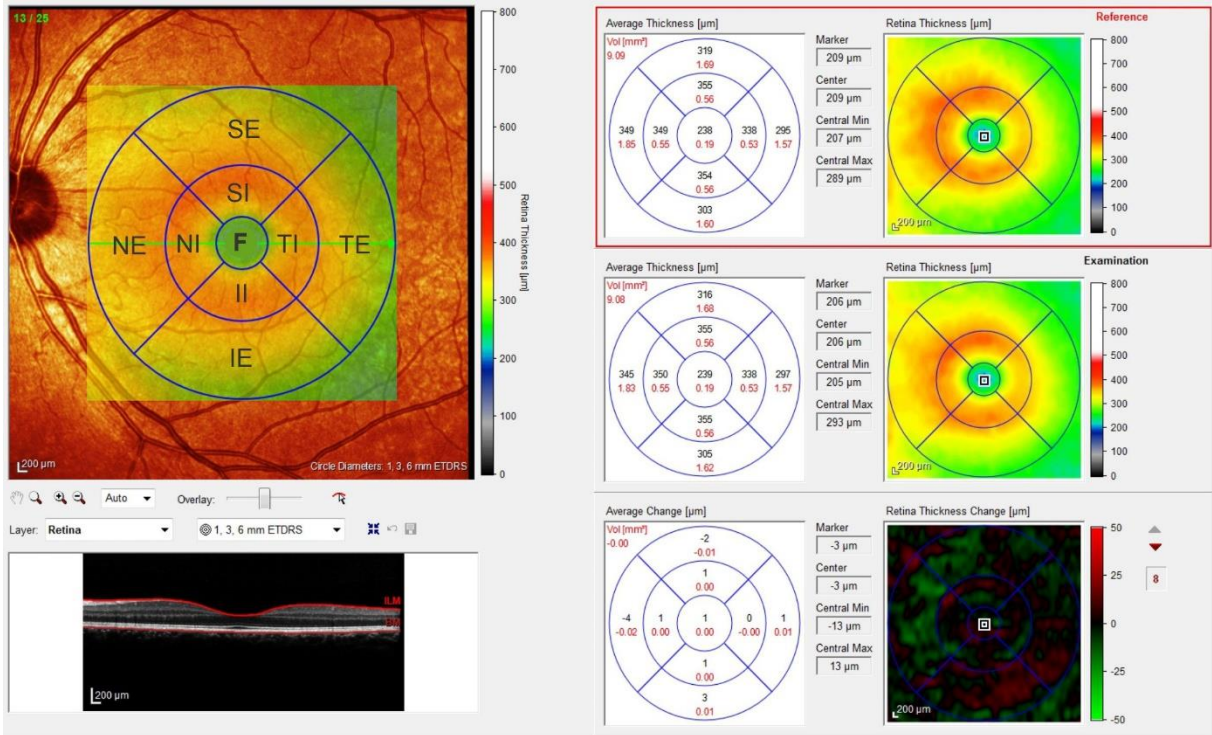 13 / 25
SE
SI
NE NI F TI TE
II
IE
200 µm
Circle Diameters: 1, 3, 6 mm ETDRS
800
700
600
500
400
300
200
100
0
Retina Thickness [µm]
Auto
Overlay:
Layer: Retina
1, 3, 6 mm ETDRS
ILM
BM
200 µm
Reference
Average Thickness [µm]
Vol [mm³]
9.09
319
1.69
355
0.56
349 349 238 338 295
1.85 0.55 0.19 0.53 1.57
354
0.56
303
1.60
Marker
209 µm
Center
209 µm
Central Min
207 µm
Central Max
289 µm
Retina Thickness [µm]
200 µm
800
700
600
500
400
300
200
100
0
Examination
Average Thickness [µm]
Vol [mm³]
9.08
316
1.68
355
0.56
345 350 239 338 297
1.83 0.55 0.19 0.53 1.57
355
0.56
305
1.62
Marker
206 µm
Center
206 µm
Central Min
205 µm
Central Max
293 µm
Retina Thickness [µm]
200 µm
800
700
600
500
400
300
200
100
0
Average Change [µm]
Vol [mm³]
-0.00
-2
-0.01
1
0.00
-4 1 1 0 1
-0.02 0.00 0.00 -0.00 0.01
1
0.00
3
0.01
Marker
-3 µm
Center
-3 µm
Central Min
-13 µm
Central Max
13 µm
Retina Thickness Change [µm]
200 µm
50
25
0
-25
-50
8